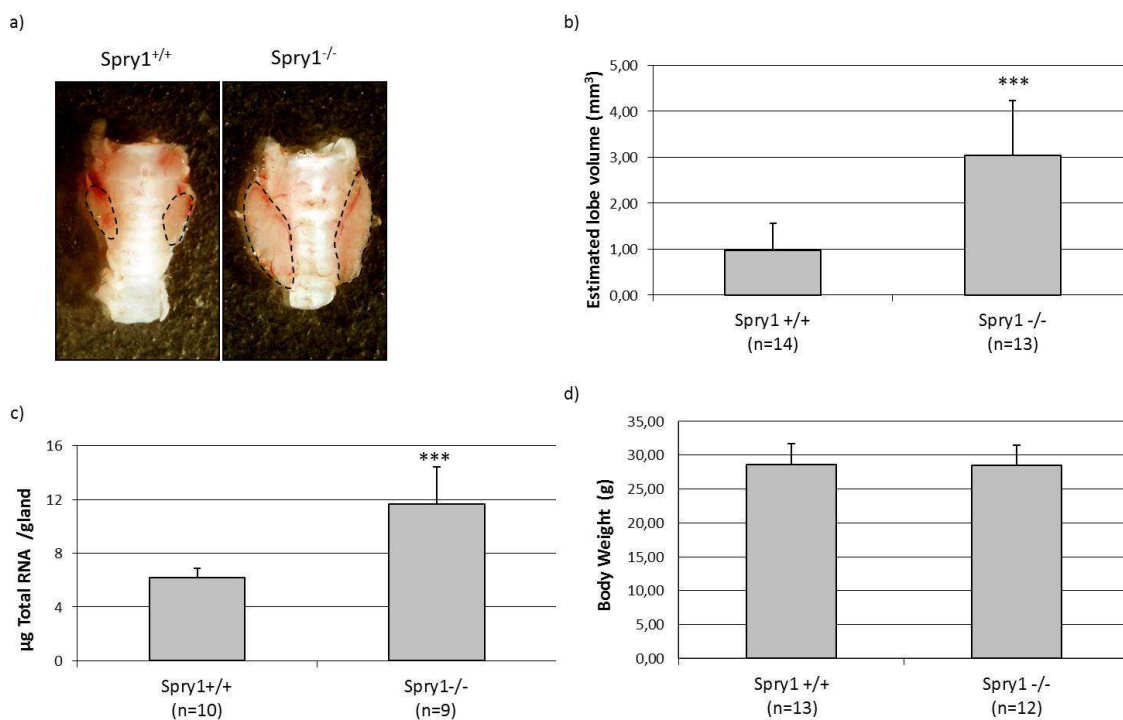 a)
Spry1+/+ Spry1-/-
b)
Estimated lobe volume (mm³)
5,00
4,00
3,00
2,00
1,00
0,00
***
Spry1 +/+ Spry1 -/-
(n=14) (n=13)
c)
µg Total RNA /gland
16
12
8
4
0
***
Spry1+/+ Spry1-/-
(n=10) (n=9)
d)
Body Weight (g)
35,00
30,00
25,00
20,00
15,00
10,00
5,00
0,00
Spry1 +/+ Spry1 -/-
(n=13) (n=12)